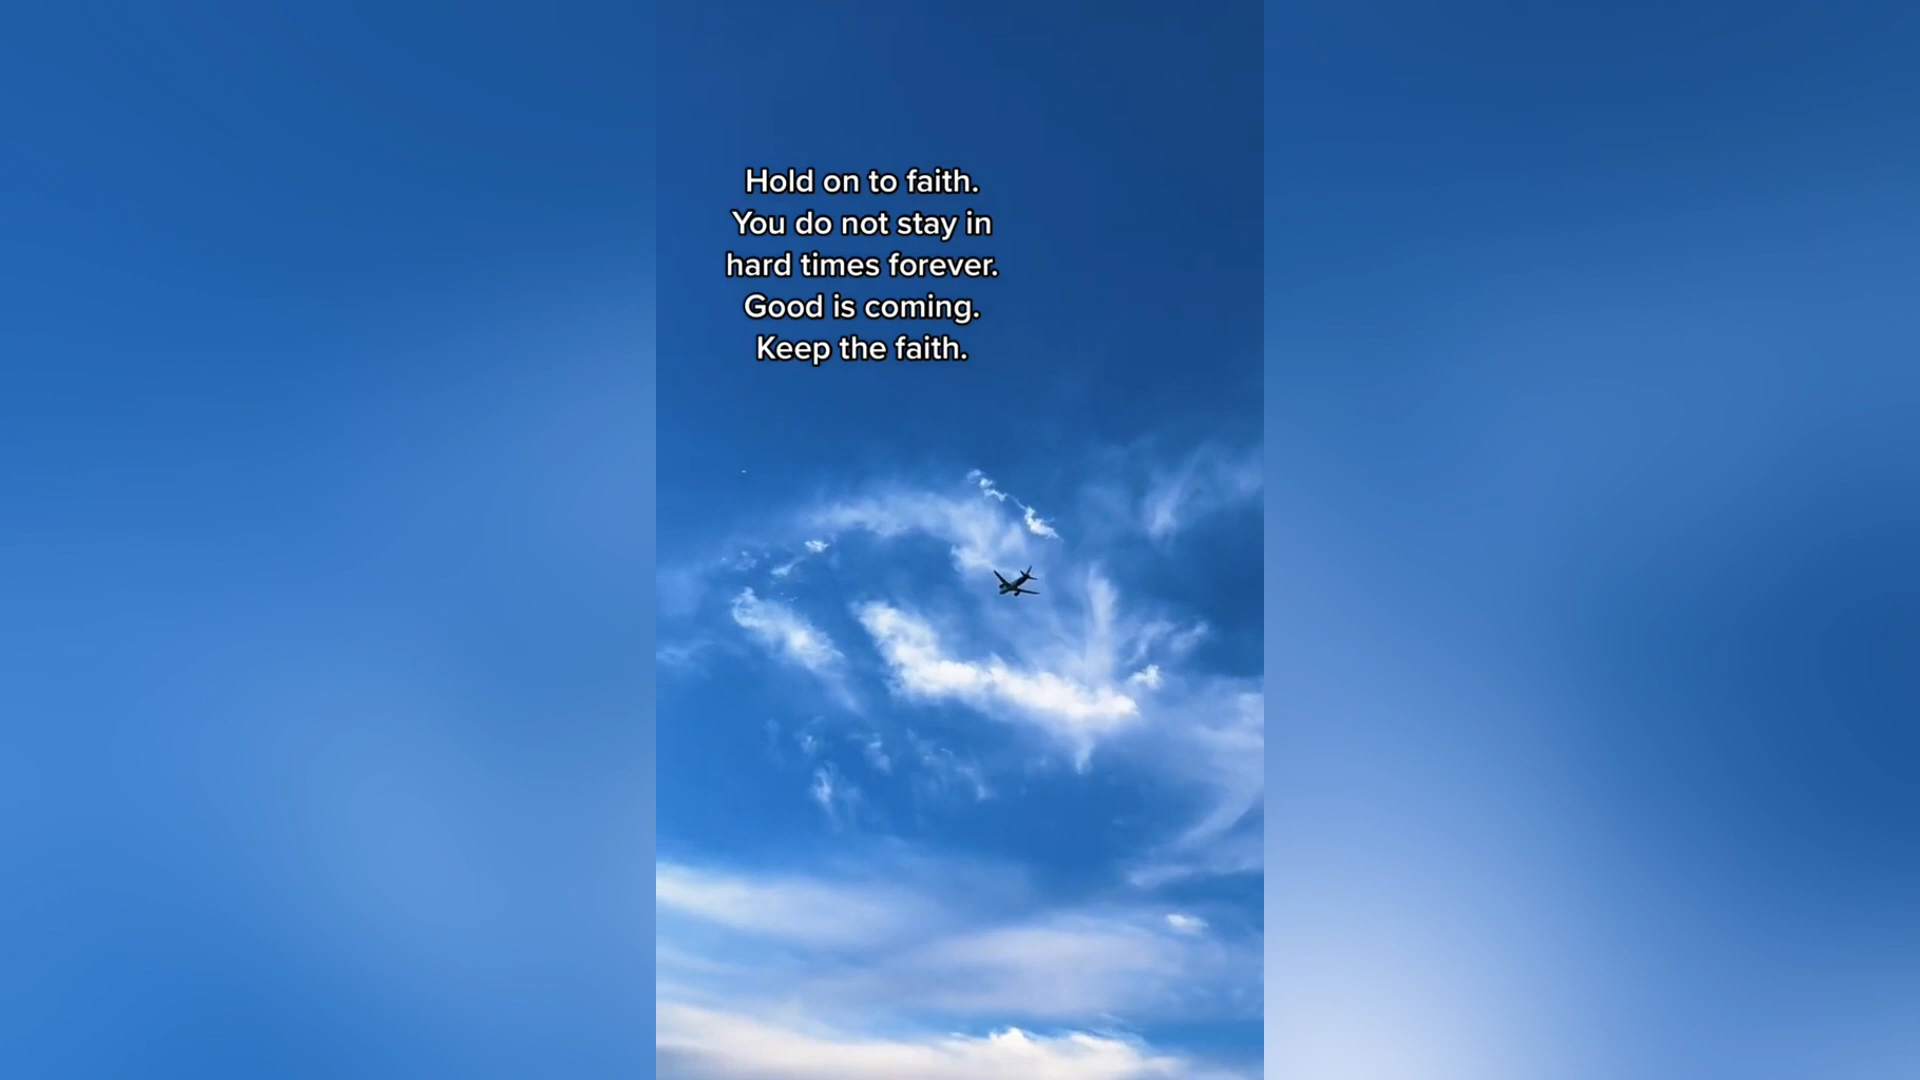 Hold on to faith.
You do not stay in
hard times forever.
Good is coming.
Keep the faith.